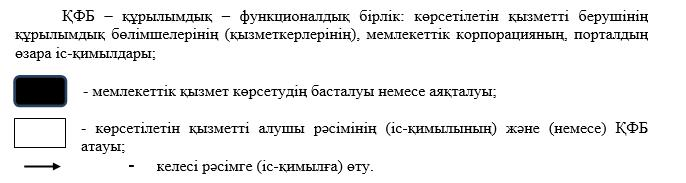 ҚФБ – құрылымдық – функционалдық бірлік: көрсетілетін қызметті берушінің
құрылымдық бөлімшелерінің (қызметкерлерінің), мемлекеттік корпорацияның, порталдың
өзара іс-қимылдары;
- мемлекеттік қызмет көрсетудің басталуы немесе аяқталуы;
- көрсетілетін қызметті алушы рәсімінің (іс-қимылының) және (немесе) ҚФБ
атауы;
- келесі рәсімге (іс-қимылға) өту.